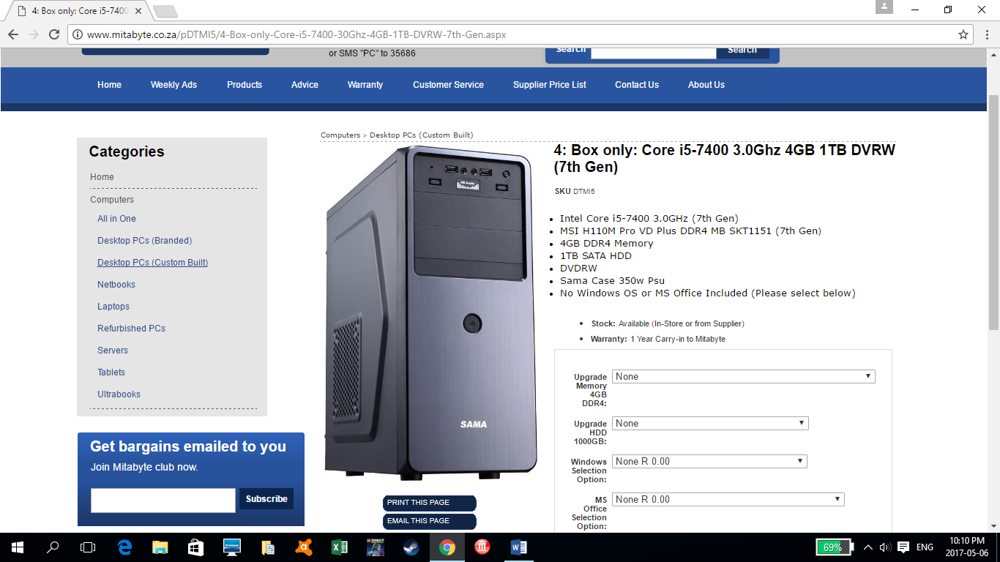 4: Box only: Core i5-7400
www.mitabyte.co.za/pDTMI5/4-Box-only-Core-i5-7400-30Ghz-4GB-1TB-DVRW-7th-Gen.aspx
or SMS "PC" to 35686
Search
Search
Home Weekly Ads Products Advice Warranty Customer Service Supplier Price List Contact Us About Us
Categories
Home
Computers
All in One
Desktop PCs (Branded)
Desktop PCs (Custom Built)
Netbooks
Laptops
Refurbished PCs
Servers
Tablets
Ultrabooks
Get bargains emailed to you
Join Mitabyte club now.
Subscribe
Computers > Desktop PCs (Custom Built)
HD Audio
SAMA
PRINT THIS PAGE
EMAIL THIS PAGE
4: Box only: Core i5-7400 3.0Ghz 4GB 1TB DVRW
(7th Gen)
SKU DTMI5
Intel Core i5-7400 3.0GHz (7th Gen)
MSI H110M Pro VD Plus DDR4 MB SKT1151 (7th Gen)
4GB DDR4 Memory
1TB SATA HDD
DVDRW
Sama Case 350w Psu
No Windows OS or MS Office Included (Please select below)
Stock: Available (In-Store or from Supplier)
Warranty: 1 Year Carry-in to Mitabyte
Upgrade None
Memory
4GB
DDR4:
Upgrade None
HDD
1000GB:
Windows None R 0.00
Selection
Option:
MS None R 0.00
Office
Selection
Option:
69% ENG
10:10 PM
2017-05-06